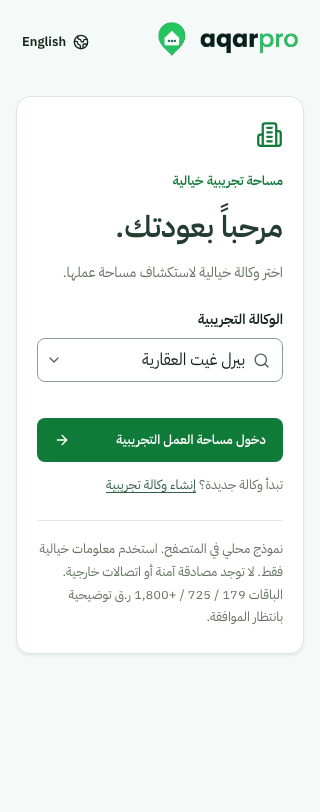 aqarpro
English
مساحة تجريبية خيالية
مرحباً بعودتك.
اختر وكالة خيالية لاستكشاف مساحة عملها.
الوكالة التجريبية
بيرل غيت العقارية
دخول مساحة العمل التجريبية
تبدأ وكالة جديدة؟ إنشاء وكالة تجريبية
نموذج محلي في المتصفح. استخدم معلومات خيالية
فقط. لا توجد مصادقة آمنة أو اتصالات خارجية.
الباقات 179 / 725 / +1,800 ر.ق توضيحية
بانتظار الموافقة.